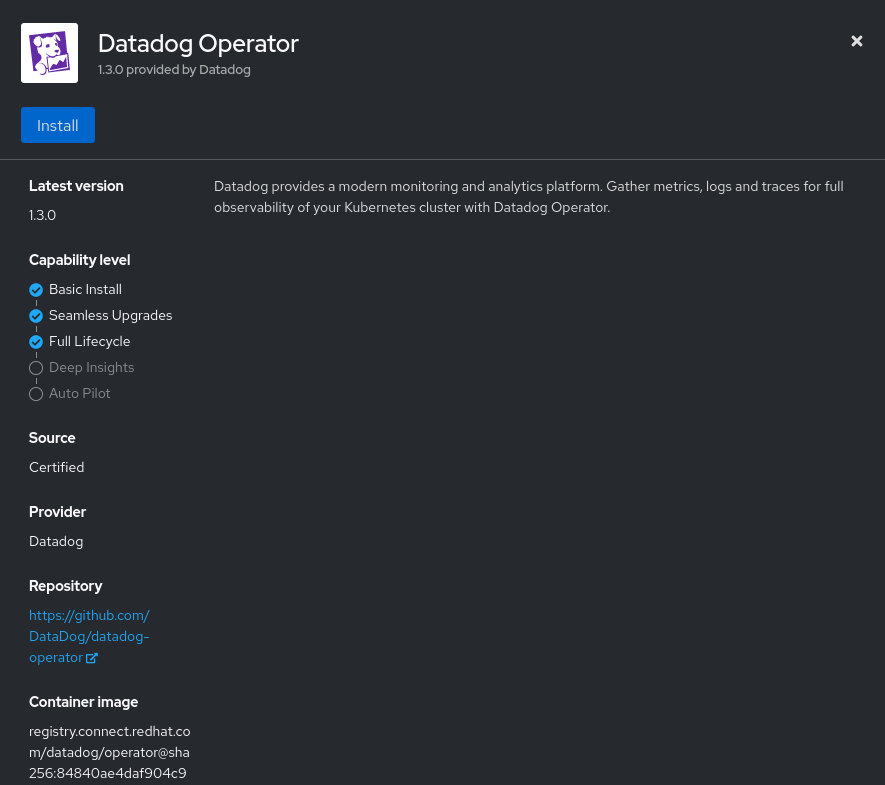 Datadog Operator
1.3.0 provided by Datadog
Install
Latest version
1.3.0
Capability level
Basic Install
Seamless Upgrades
Full Lifecycle
Deep Insights
Auto Pilot
Source
Certified
Provider
Datadog
Repository
https://github.com/
DataDog/datadog-
operator
Container image
registry.connect.redhat.co
m/datadog/operator@sha
256:84840ae4daf904c9
Datadog provides a modern monitoring and analytics platform. Gather metrics, logs and traces for full
observability of your Kubernetes cluster with Datadog Operator.